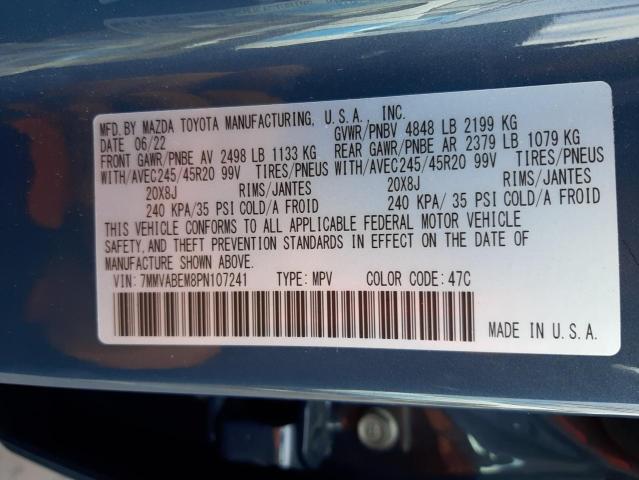 MFD.BY MAZDA TOYOTA MANUFACTURING, U.S.A., INC.
DATE 06/22 GVWR/PNBV 4848 LB 2199 KG
FRONT GAWR/PNBE AV 2498 LB 1133 KG REAR GAWR/PNBE AR 2379 LB 1079 KG
WITH/AVEC245/45R20 99V TIRES/PNEUS WITH/AVEC245/45R20 99V TIRES/PNEUS
20X8J RIMS/JANTES 20X8J RIMS/JANTES
240 KPA/ 35 PSI COLD/A FROID 240 KPA/ 35 PSI COLD/A FROID
THIS VEHICLE CONFORMS TO ALL APPLICABLE FEDERAL MOTOR VEHICLE
SAFETY, AND THEFT PREVENTION STANDARDS IN EFFECT ON THE DATE OF
MANUFACTURE SHOWN ABOVE.
VIN: 7MMVABEM8PN107241 TYPE: MPV COLOR CODE: 47C
MADE IN U.S.A.